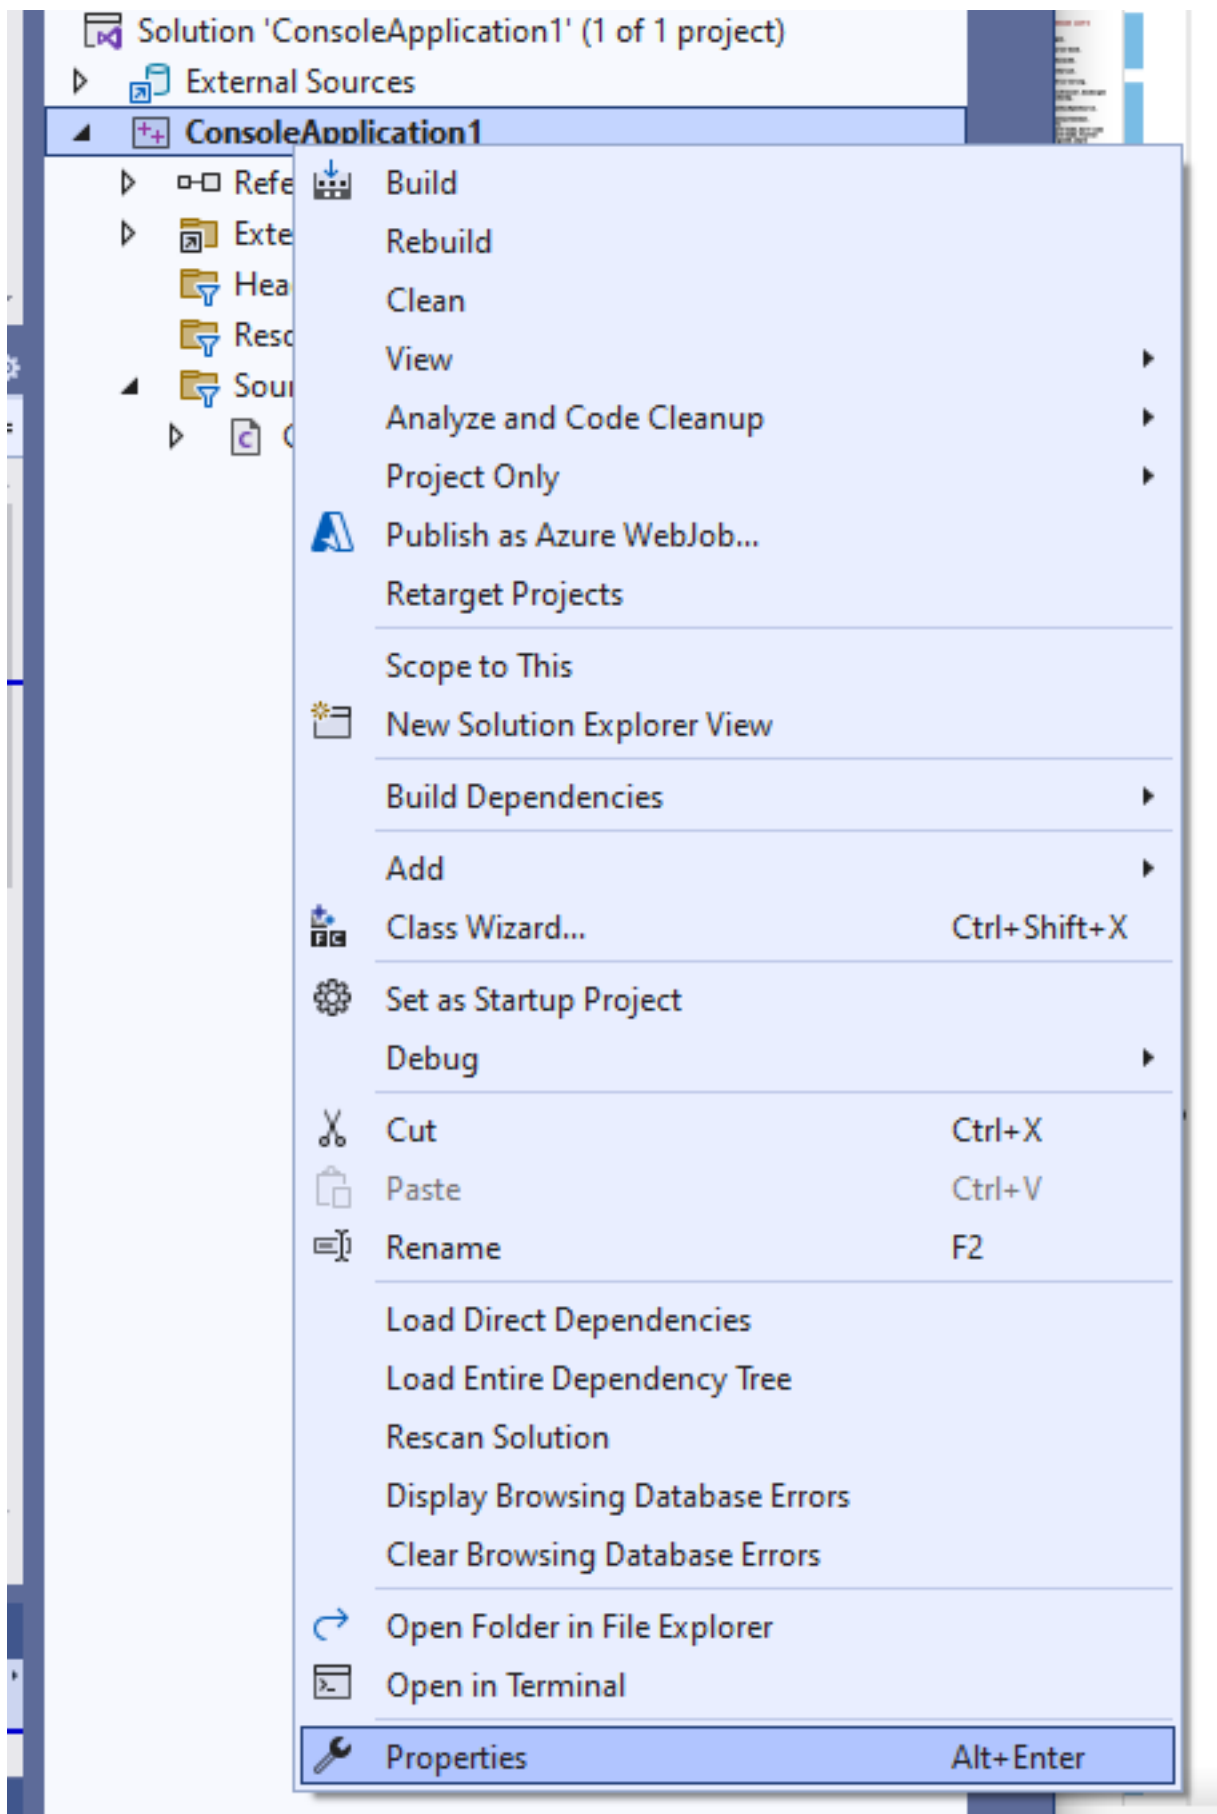 Solution 'ConsoleApplication1' (1 of 1 project)
External Sources
ConsoleApplication1
Build
Rebuild
Clean
View
Analyze and Code Cleanup
Project Only
Publish as Azure WebJob...
Retarget Projects
Scope to This
New Solution Explorer View
Build Dependencies
Add
Class Wizard... Ctrl+Shift+X
Set as Startup Project
Debug
Cut Ctrl+X
Paste Ctrl+V
Rename F2
Load Direct Dependencies
Load Entire Dependency Tree
Rescan Solution
Display Browsing Database Errors
Clear Browsing Database Errors
Open Folder in File Explorer
Open in Terminal
Properties Alt+Enter